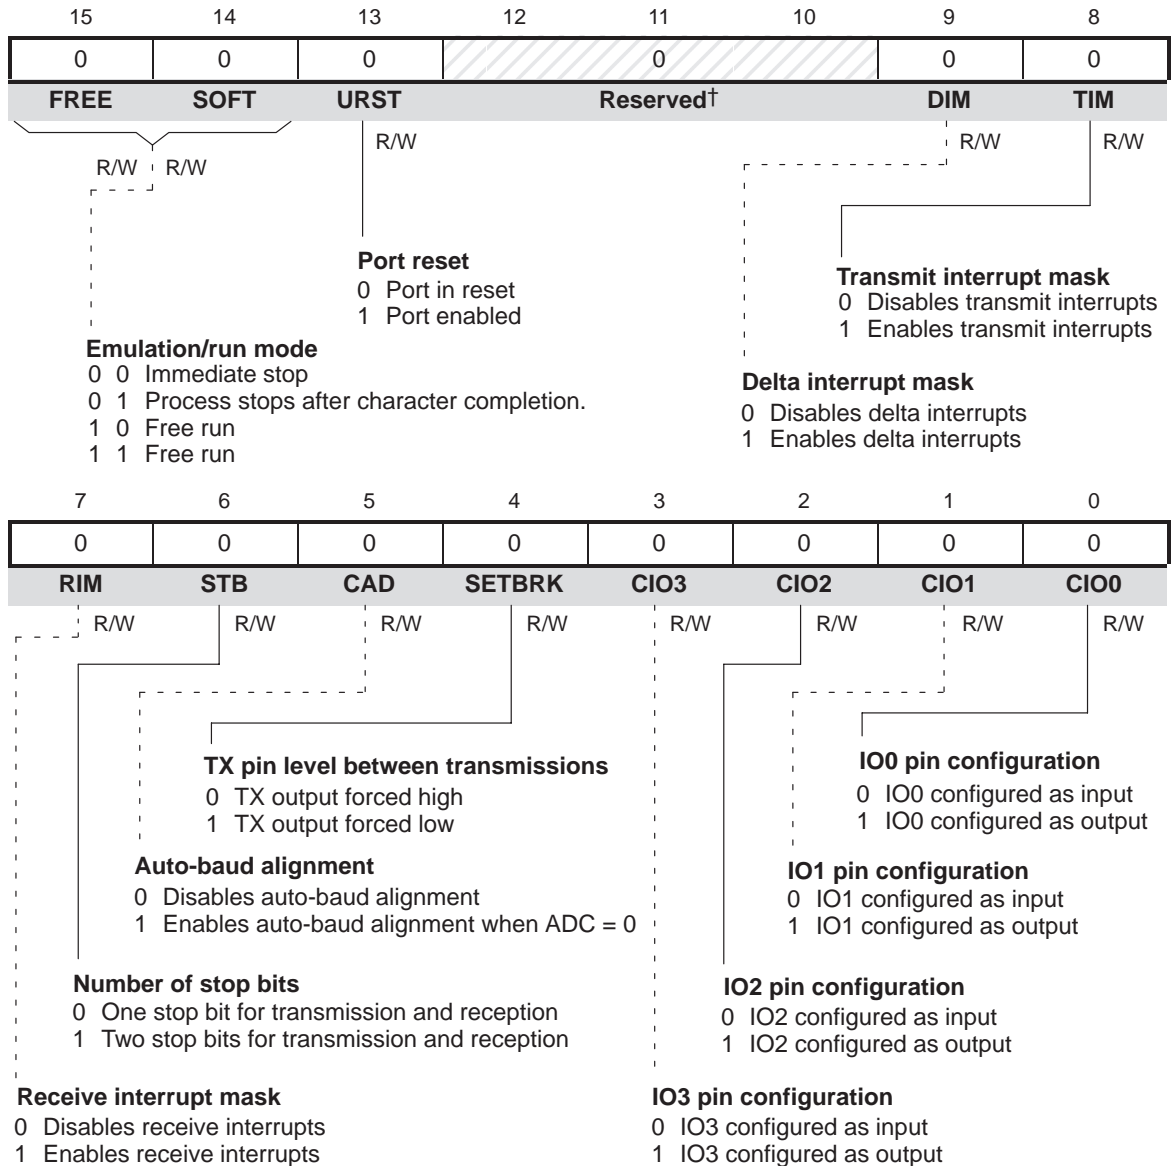 15 14 13 12 11 10 9 8
0 0 0 0 0 0
FREE SOFT URST Reserved† DIM TIM
R/W R/W R/W R/W R/W
Port reset
0 Port in reset
1 Port enabled
Transmit interrupt mask
0 Disables transmit interrupts
1 Enables transmit interrupts
Emulation/run mode
0 0 Immediate stop
0 1 Process stops after character completion.
1 0 Free run
1 1 Free run
Delta interrupt mask
0 Disables delta interrupts
1 Enables delta interrupts
7 6 5 4 3 2 1 0
0 0 0 0 0 0 0 0
RIM STB CAD SETBRK CIO3 CIO2 CIO1 CIO0
R/W R/W R/W R/W R/W R/W R/W R/W
TX pin level between transmissions
0 TX output forced high
1 TX output forced low
IO0 pin configuration
0 IO0 configured as input
1 IO0 configured as output
Auto-baud alignment
0 Disables auto-baud alignment
1 Enables auto-baud alignment when ADC = 0
IO1 pin configuration
0 IO1 configured as input
1 IO1 configured as output
Number of stop bits
0 One stop bit for transmission and reception
1 Two stop bits for transmission and reception
IO2 pin configuration
0 IO2 configured as input
1 IO2 configured as output
Receive interrupt mask
0 Disables receive interrupts
1 Enables receive interrupts
IO3 pin configuration
0 IO3 configured as input
1 IO3 configured as output